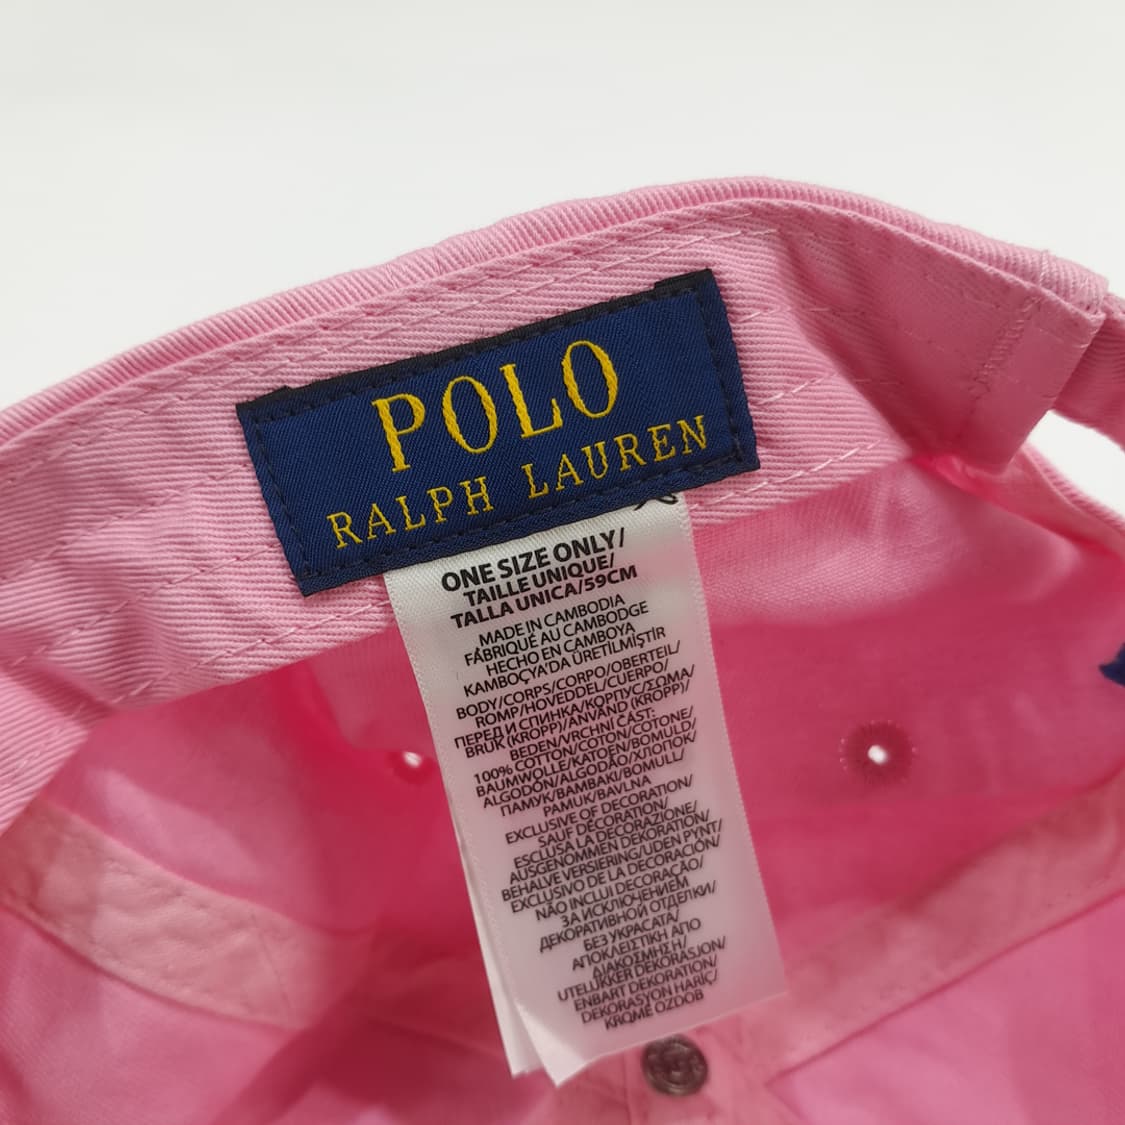 POLO
RALPH LAUREN
ONE SIZE ONLY/
TAILLE UNIQUE/
TALLA UNICA/59CM
MADE IN CAMBODIA
FABRIQUÉ AU CAMBODGE
HECHO EN CAMBOYA
KAMBOÇYA'DA ÜRETİLMİŞTİR
BODY/CORPS/CORPO/OBERTEIL/
ROMP/HOVEDDEL/CUERPO/
ПЕРЕД И СПИНКА/КОРПУС/ΣΩΜΑ/
BRUK (KROPP)/ANVÄND (KROPP)/
BEDEN/VRCHNI ČAST:
100% COTTON/COTON/COTONE/
BAUMWOLLE/KATOEN/BOMULD/
ALGODÓN/ALGODÃO/ХЛОПОК/
ПАМУК/BAMBAKI/BOMULL/
PAMUK/BAVLNA
EXCLUSIVE OF DECORATION/
SAUF DÉCORATION/
ESCLUSA LA DECORAZIONE/
AUSGENOMMEN DEKORATION/
BEHALVE VERSIERING/UDEN PYNT/
EXCLUSIVO DE LA DECORACIÓN/
NÃO INCLUI DECORAÇÃO/
ЗА ИСКЛЮЧЕНИЕМ
ДЕКОРАТИВНОЙ ОТДЕЛКИ/
БЕЗ УКРАСАТА/
ΑΠΟΚΛΕΙΣΤΙΚΗ ΑΠΟ
ΔΙΑΚΟΣΜΗΣΗ/
UTELUKKER DEKORASJON/
ENBART DEKORATION/
DEKORASYON HARİÇ/
KROMĚ OZDOB